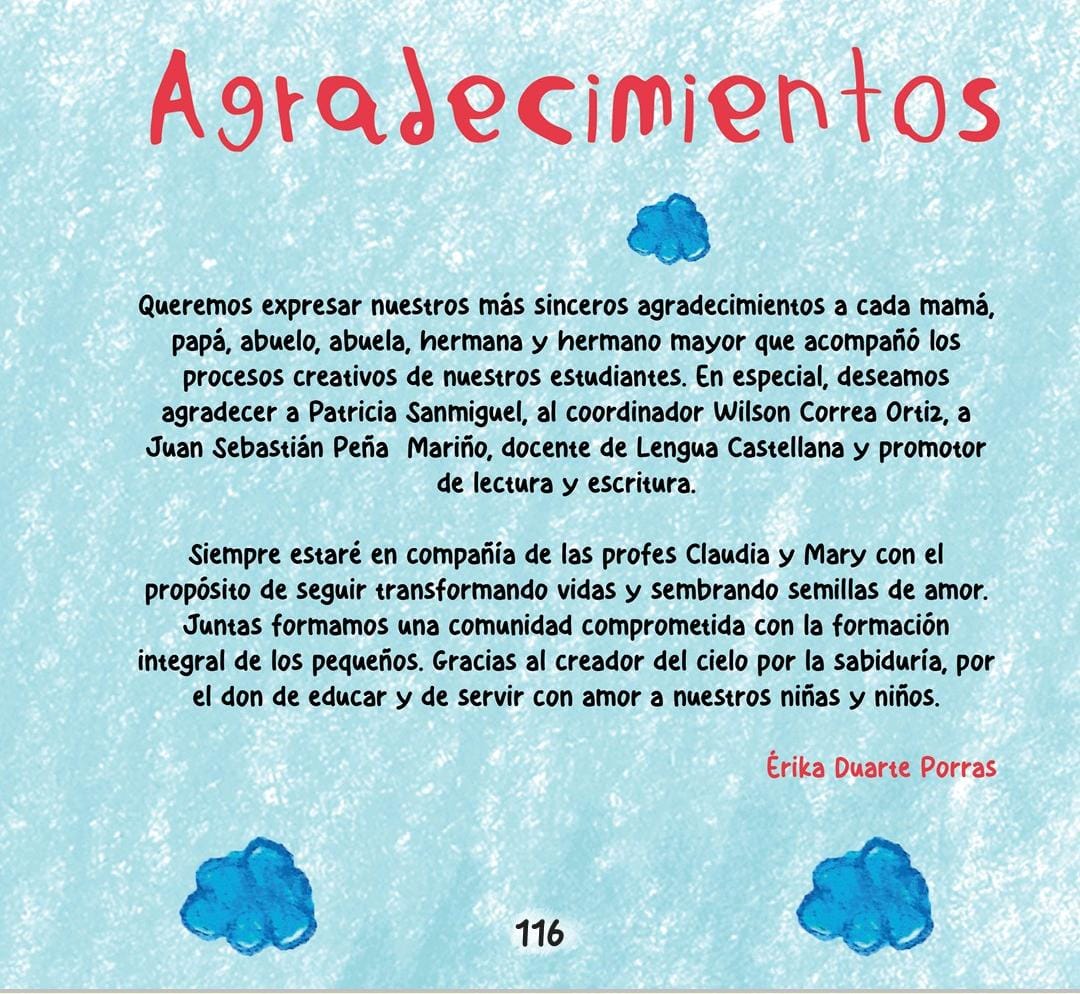 Agradecimientos
Queremos expresar nuestros más sinceros agradecimientos a cada mamá,
papá, abuelo, abuela, hermana y hermano mayor que acompañó los
procesos creativos de nuestros estudiantes. En especial, deseamos
agradecer a Patricia Sanmiguel, al coordinador Wilson Correa Ortiz, a
Juan Sebastián Peña  Mariño, docente de Lengua Castellana y promotor
de lectura y escritura.
Siempre estaré en compañía de las profes Claudia y Mary con el
propósito de seguir transformando vidas y sembrando semillas de amor.
Juntas formamos una comunidad comprometida con la formación
integral de los pequeños. Gracias al creador del cielo por la sabiduría, por
el don de educar y de servir con amor a nuestros niñas y niños.
Érika Duarte Porras
116